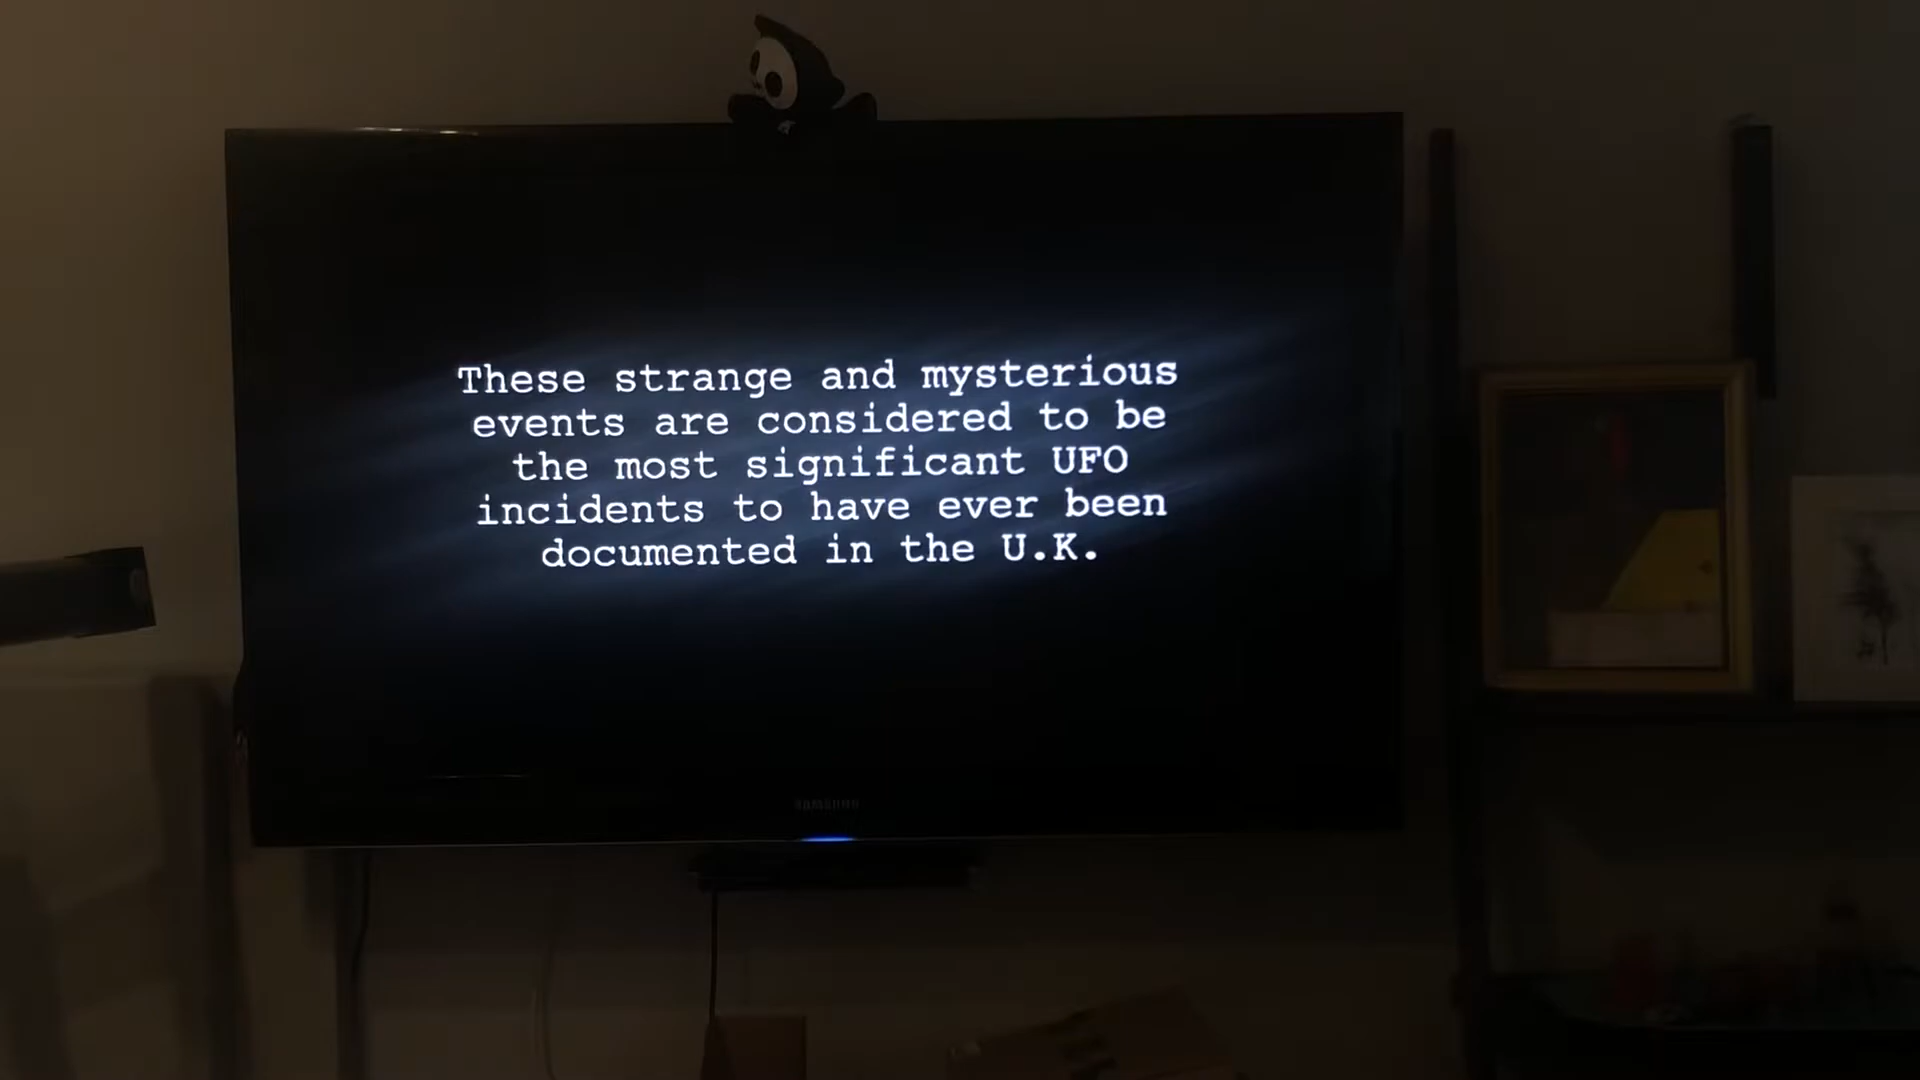 These strange and mysterious
events are considered to be
the most significant UFO
incidents to have ever been
documented in the U.K.
SAMSUNG